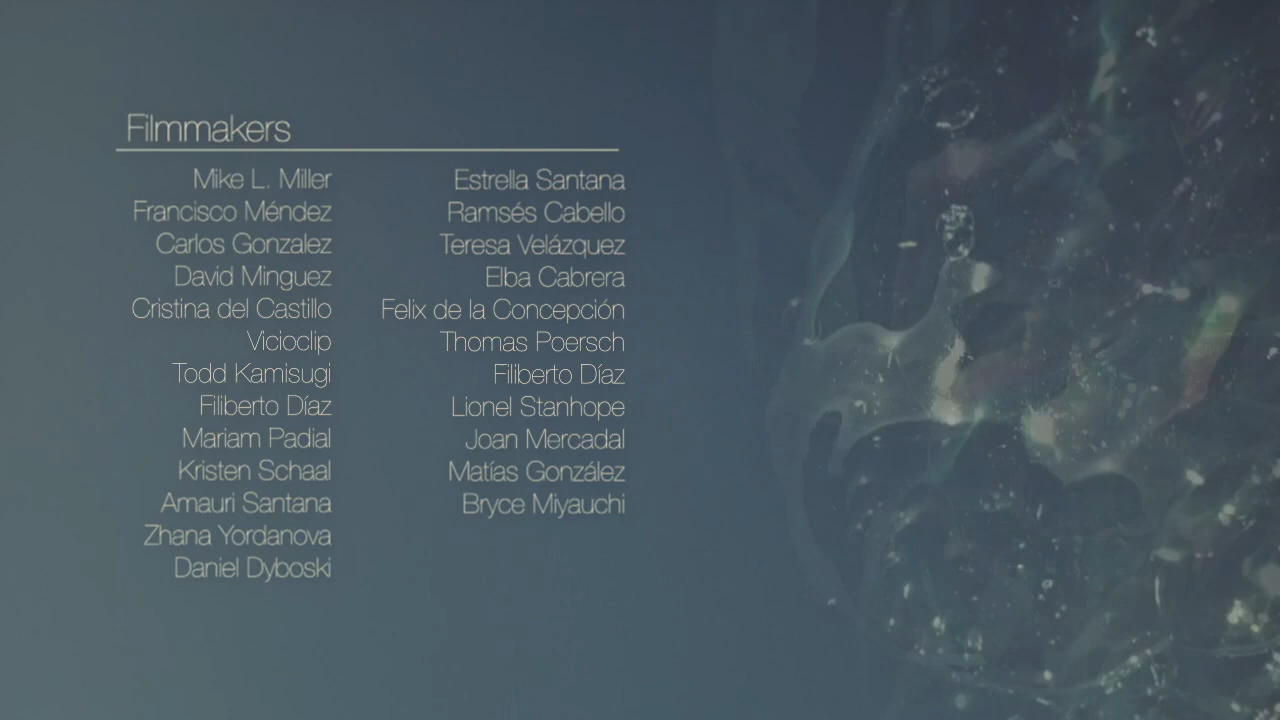 Filmmakers
Mike L. Miller
Francisco Méndez
Carlos Gonzalez
David Minguez
Cristina del Castillo
Vicioclip
Todd Kamisugi
Filiberto Díaz
Mariam Padial
Kristen Schaal
Amauri Santana
Zhana Yordanova
Daniel Dyboski
Estrella Santana
Ramsés Cabello
Teresa Velázquez
Elba Cabrera
Felix de la Concepción
Thomas Poersch
Filiberto Díaz
Lionel Stanhope
Joan Mercadal
Matías González
Bryce Miyauchi